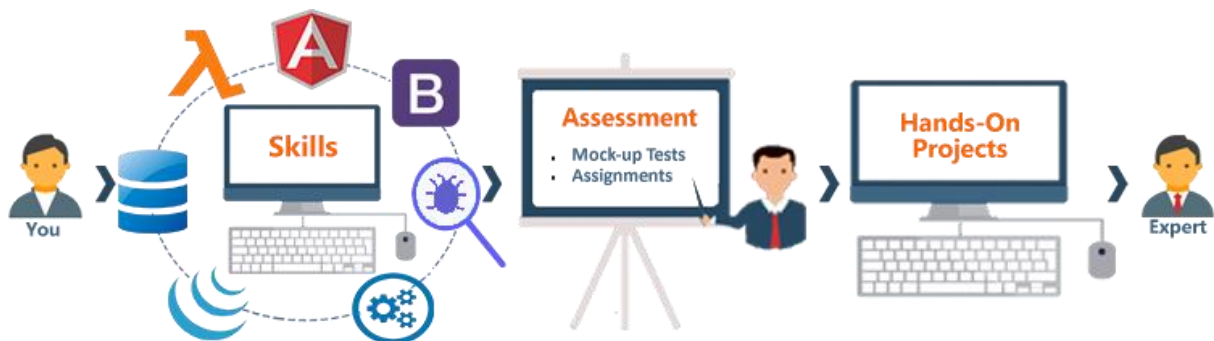 You
λ
A
B
Skills
Assessment
• Mock-up Tests
• Assignments
Hands-On
Projects
Expert